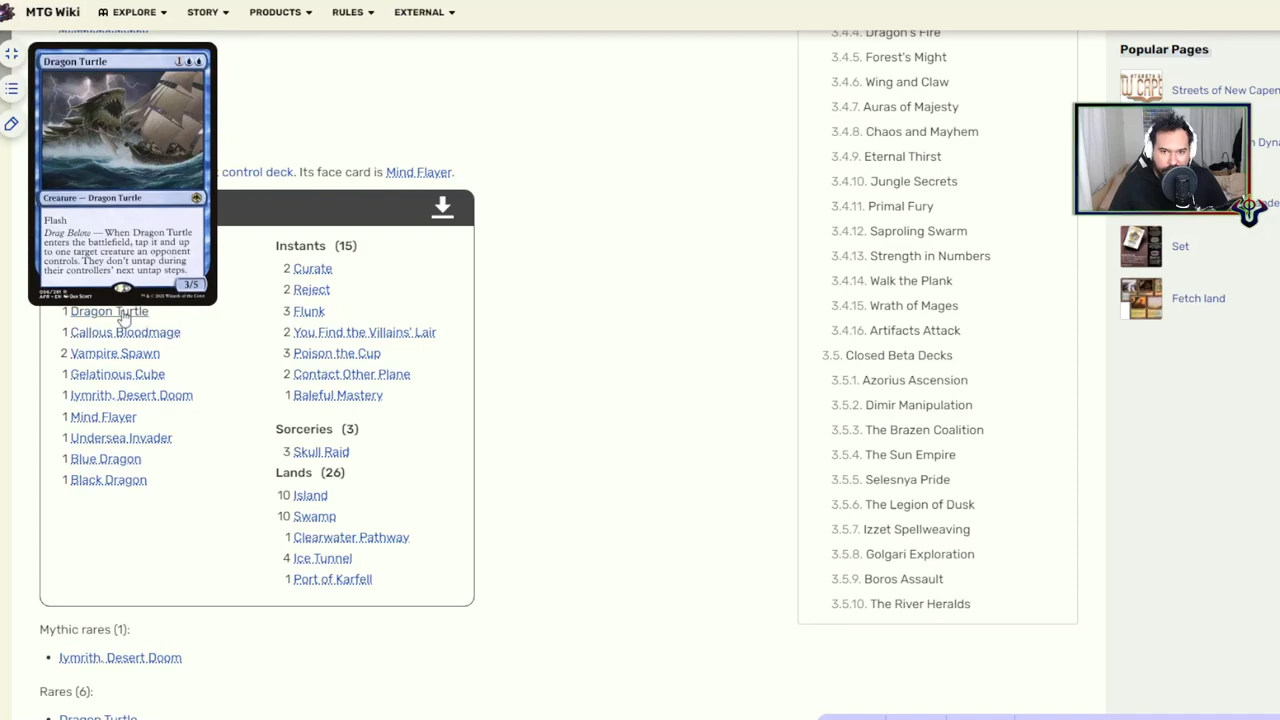 MTG Wiki
EXPLORE
STORY
PRODUCTS
RULES
EXTERNAL
Dragon Turtle
1
Creature — Dragon Turtle
Flash
Drag Below — When Dragon Turtle
enters the battlefield, tap it and up
to one target creature an opponent
controls. They don't untap during
their controllers' next untap steps.
3/5
control deck. Its face card is Mind Flayer.
1 Dragon Turtle
1 Callous Bloodmage
2 Vampire Spawn
1 Gelatinous Cube
1 Iymrith, Desert Doom
1 Mind Flayer
1 Undersea Invader
1 Blue Dragon
1 Black Dragon
Instants (15)
2 Curate
2 Reject
3 Flunk
2 You Find the Villains' Lair
3 Poison the Cup
2 Contact Other Plane
1 Baleful Mastery
Sorceries (3)
3 Skull Raid
Lands (26)
10 Island
10 Swamp
1 Clearwater Pathway
4 Ice Tunnel
1 Port of Karfell
Mythic rares (1):
Iymrith, Desert Doom
Rares (6):
Dragon Turtle
3.4.4. Dragon's Fire
3.4.5. Forest's Might
3.4.6. Wing and Claw
3.4.7. Auras of Majesty
3.4.8. Chaos and Mayhem
3.4.9. Eternal Thirst
3.4.10. Jungle Secrets
3.4.11. Primal Fury
3.4.12. Saproling Swarm
3.4.13. Strength in Numbers
3.4.14. Walk the Plank
3.4.15. Wrath of Mages
3.4.16. Artifacts Attack
3.5. Closed Beta Decks
3.5.1. Azorius Ascension
3.5.2. Dimir Manipulation
3.5.3. The Brazen Coalition
3.5.4. The Sun Empire
3.5.5. Selesnya Pride
3.5.6. The Legion of Dusk
3.5.7. Izzet Spellweaving
3.5.8. Golgari Exploration
3.5.9. Boros Assault
3.5.10. The River Heralds
Popular Pages
Streets of New Capen
Set
Fetch land